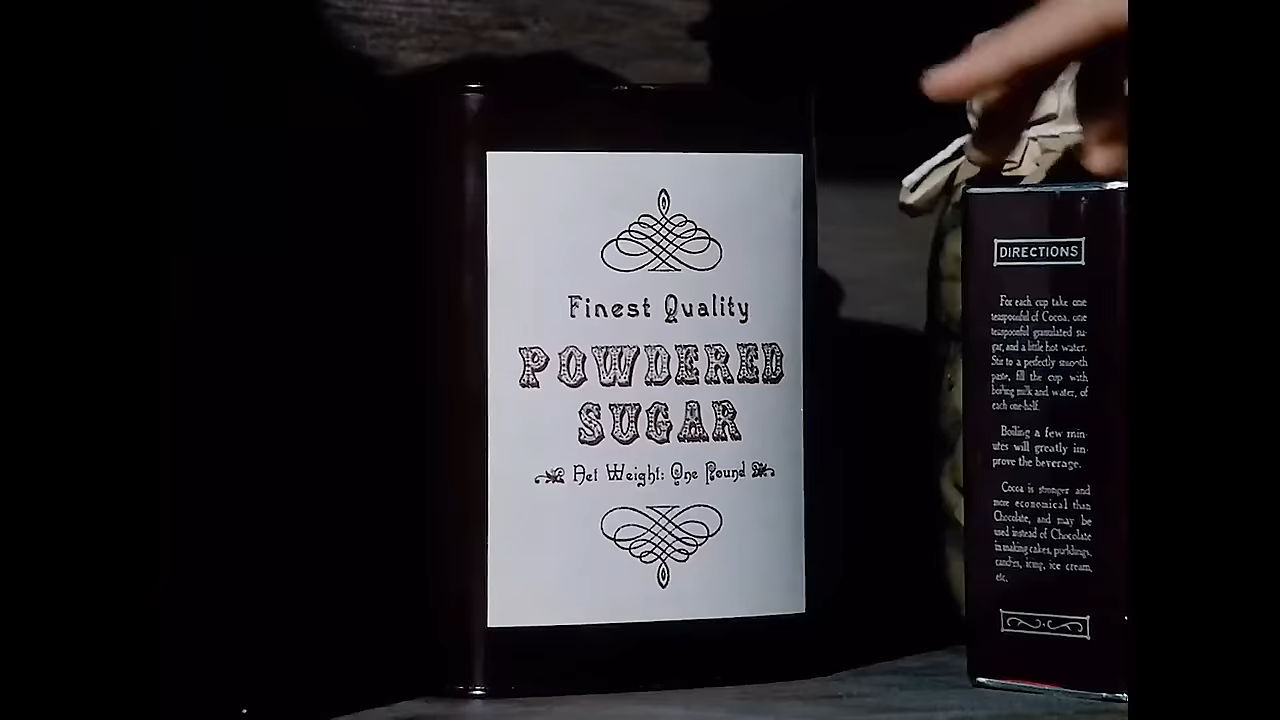 Finest Quality
POWDERED
SUGAR
Net Weight: One Pound
DIRECTIONS
For each cup take one
teaspoonful of Cocoa, one
teaspoonful granulated su-
gar, and a little hot water.
Stir to a perfectly smooth
paste, fill the cup with
boiling milk and water, of
each one-half.
Boiling a few min-
utes will greatly im-
prove the beverage.
Cocoa is stronger and
more economical than
Chocolate, and may be
used instead of Chocolate
in making cakes, puddings,
candies, icing, ice cream,
etc.